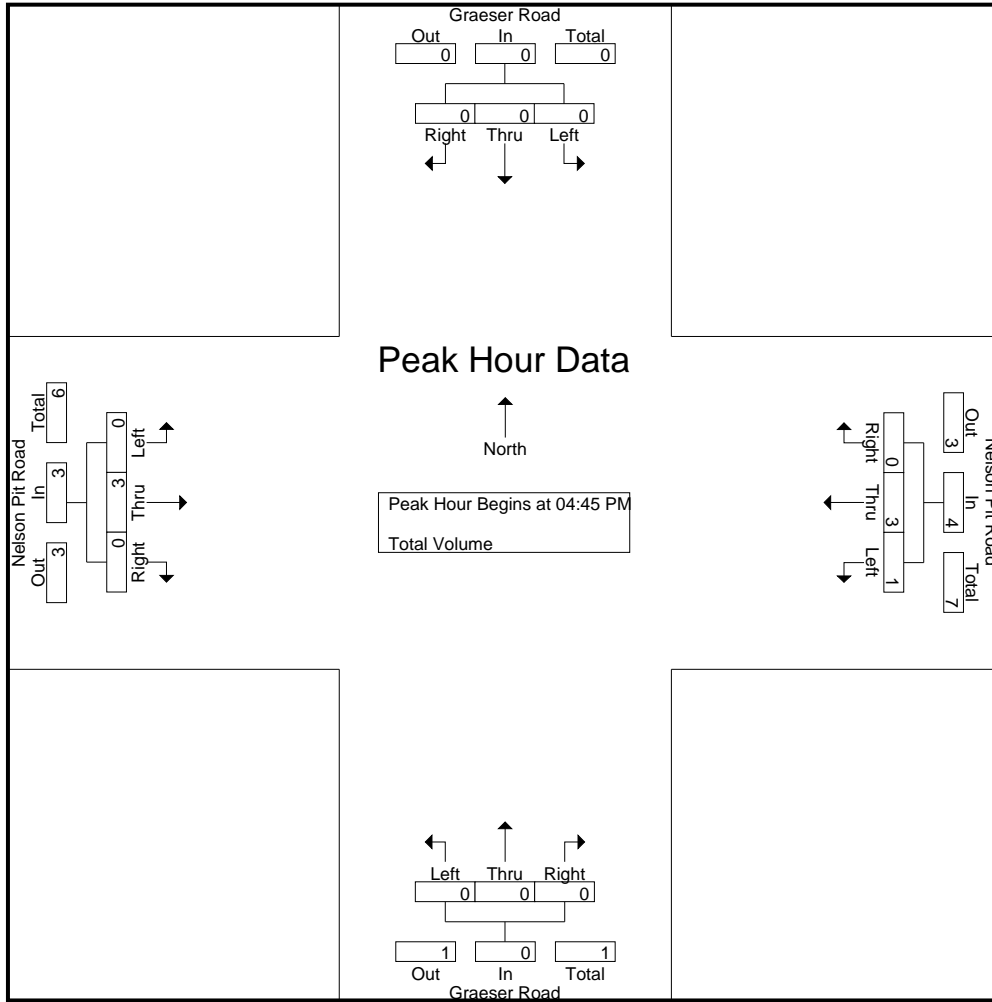 Graeser Road
Out In Total
0 0 0
0 0 0
Right Thru Left
Peak Hour Data
North
Peak Hour Begins at 04:45 PM
Total Volume
Nelson Pit Road
Total In Out
6 3 3
0 3 0
Left Thru Right
Nelson Pit Road
Out In Total
3 4 7
0 3 1
Right Thru Left
Left Thru Right
0 0 0
1 0 1
Out In Total
Graeser Road